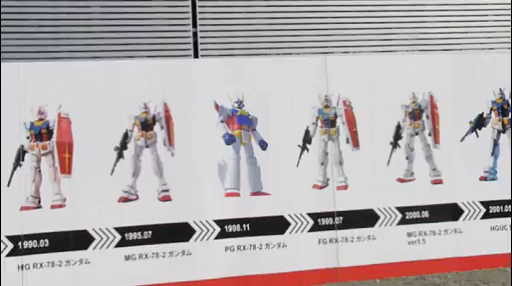 1990.03
1995.07
1998.11
1999.07
2000.06
2001.01
HG RX-78-2 ガンダム
MG RX-78-2 ガンダム
PG RX-78-2 ガンダム
FG RX-78-2 ガンダム
MG RX-78-2 ガンダム
ver1.5
HGUC